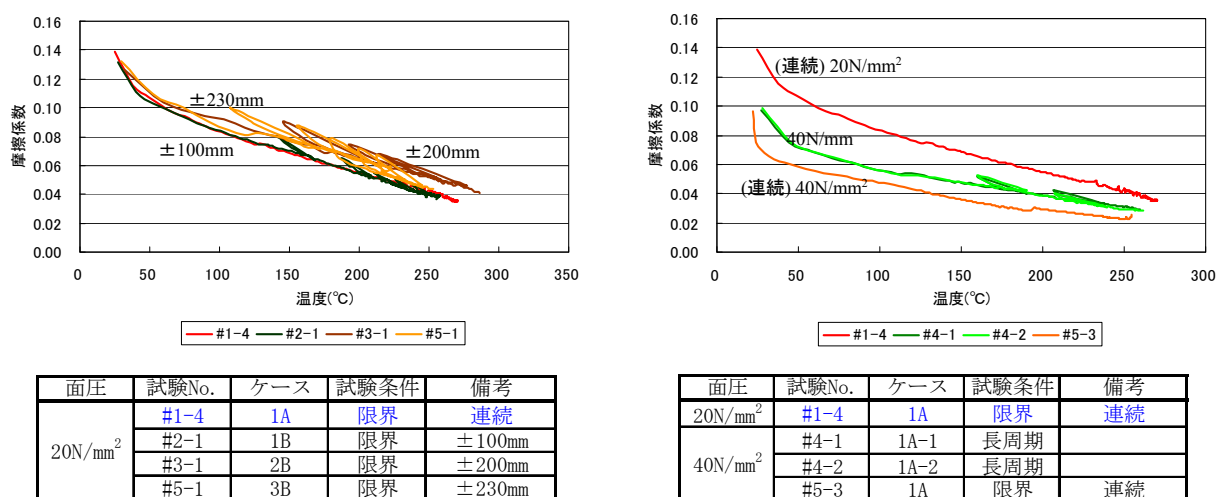 0.16
0.14
0.12
0.10
0.08
0.06
0.04
0.02
0.00
摩擦係数
±230mm
±100mm
±200mm
0 50 100 150 200 250 300 350
温度(℃)
#1-4 #2-1 #3-1 #5-1
面圧 試験No. ケース 試験条件 備考
20N/mm²
#1-4 1A 限界 連続
#2-1 1B 限界 ±100mm
#3-1 2B 限界 ±200mm
#5-1 3B 限界 ±230mm
0.16
0.14
0.12
0.10
0.08
0.06
0.04
0.02
0.00
摩擦係数
(連続) 20N/mm²
40N/mm
(連続) 40N/mm²
0 50 100 150 200 250 300
温度(℃)
#1-4 #4-1 #4-2 #5-3
面圧 試験No. ケース 試験条件 備考
20N/mm² #1-4 1A 限界 連続
40N/mm²
#4-1 1A-1 長周期
#4-2 1A-2 長周期
#5-3 1A 限界 連続